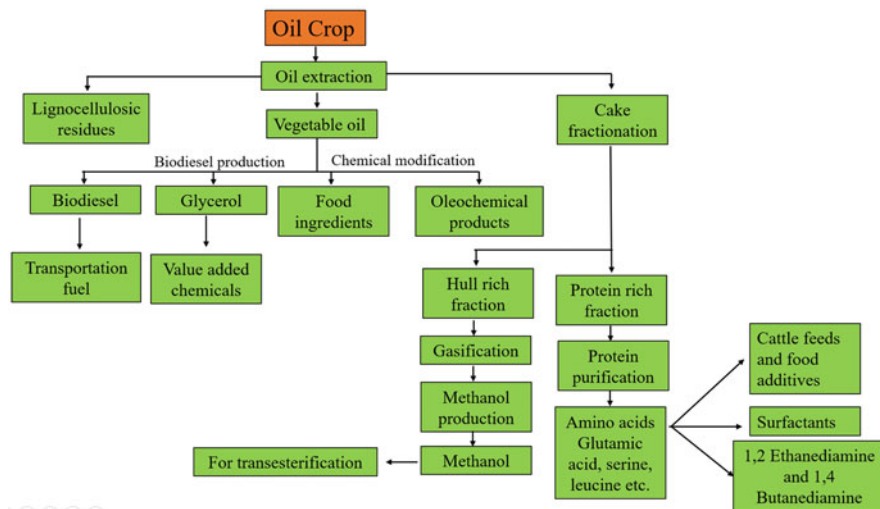 Oil Crop
Oil extraction
Lignocellulosic
residues
Vegetable oil
Cake
fractionation
Biodiesel production
Chemical modification
Biodiesel
Glycerol
Food
ingredients
Oleochemical
products
Transportation
fuel
Value added
chemicals
Hull rich
fraction
Protein rich
fraction
Gasification
Protein
purification
Methanol
production
Amino acids
Glutamic
acid, serine,
leucine etc.
Cattle feeds
and food
additives
Surfactants
1,2 Ethanediamine
and 1,4
Butanediamine
Methanol
For transesterification